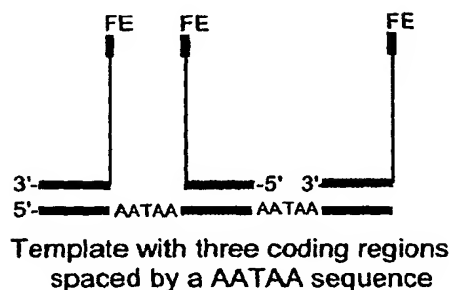 FE FE FE
3'- -5' 3'-
5'- AATAA AATAA
Template with three coding regions
spaced by a AATAA sequence